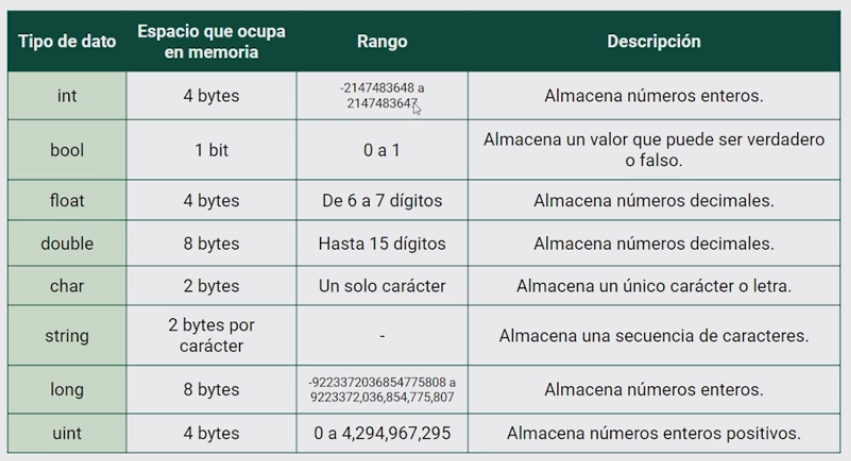 Tipo de dato
Espacio que ocupa
en memoria
Rango
Descripción
int
4 bytes
-2147483648 a
2147483647
Almacena números enteros.
bool
1 bit
0 a 1
Almacena un valor que puede ser verdadero
o falso.
float
4 bytes
De 6 a 7 dígitos
Almacena números decimales.
double
8 bytes
Hasta 15 dígitos
Almacena números decimales.
char
2 bytes
Un solo carácter
Almacena un único carácter o letra.
string
2 bytes por
carácter
-
Almacena una secuencia de caracteres.
long
8 bytes
-9223372036854775808 a
9223372,036,854,775,807
Almacena números enteros.
uint
4 bytes
0 a 4,294,967,295
Almacena números enteros positivos.